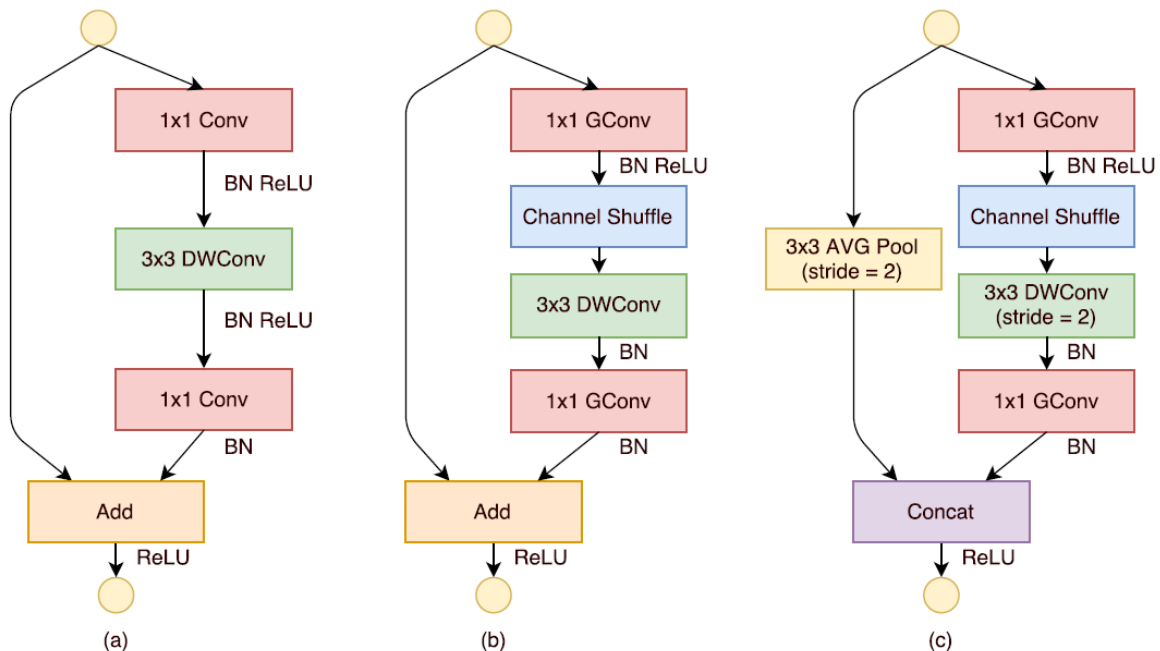 1x1 Conv
BN ReLU
3x3 DWConv
BN ReLU
1x1 Conv
BN
Add
ReLU
(a)
1x1 GConv
BN ReLU
Channel Shuffle
3x3 DWConv
BN
1x1 GConv
BN
Add
ReLU
(b)
1x1 GConv
BN ReLU
Channel Shuffle
3x3 AVG Pool
(stride = 2)
3x3 DWConv
(stride = 2)
BN
1x1 GConv
BN
Concat
ReLU
(c)